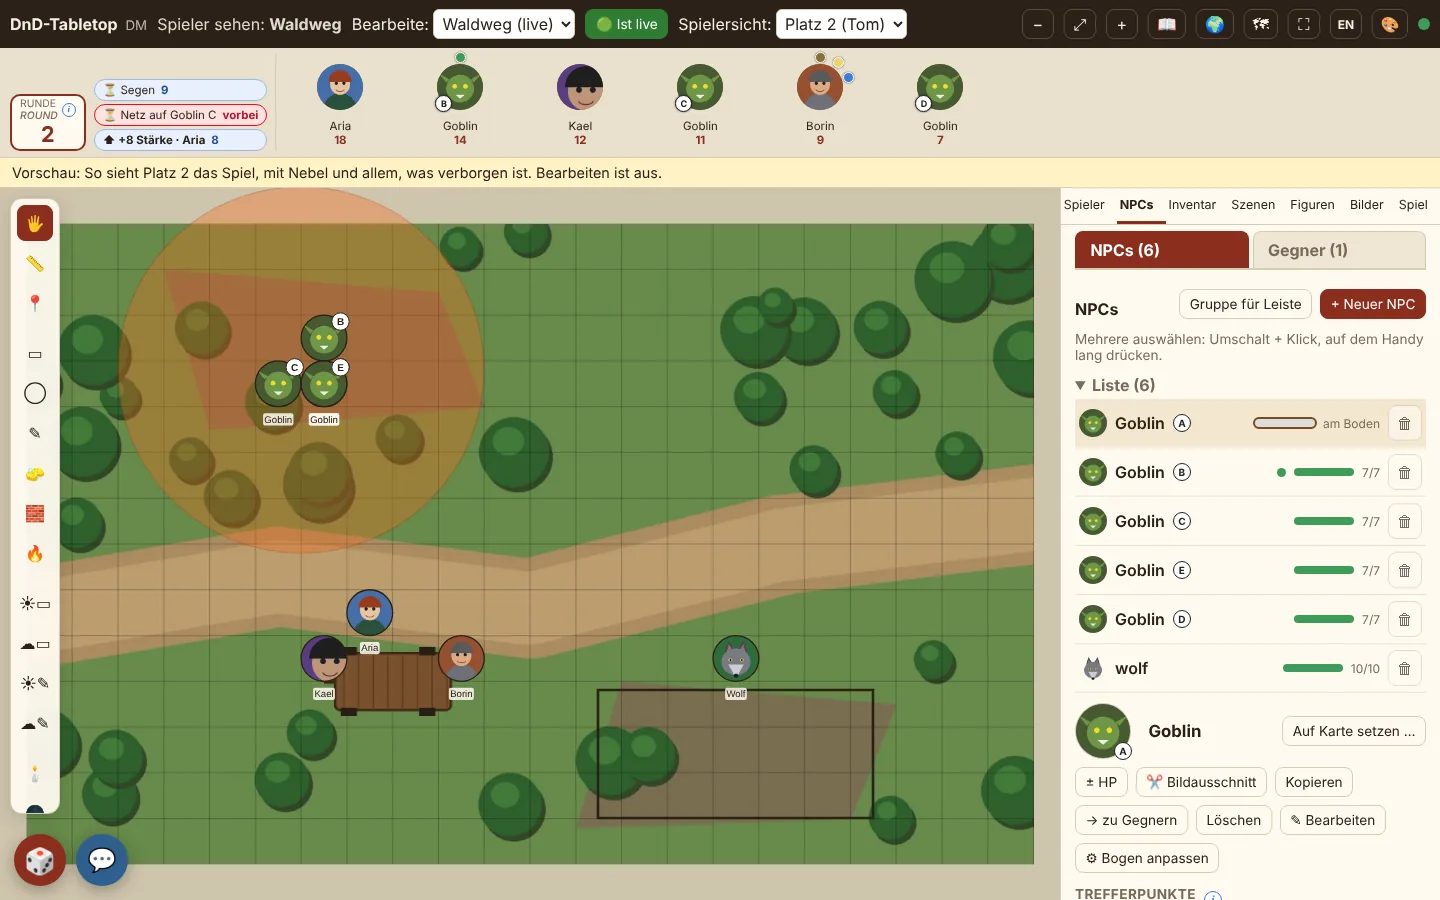 DnD-Tabletop DM Spieler sehen: Waldweg Bearbeite: Waldweg (live) Ist live Spielersicht: Platz 2 (Tom) EN
RUNDE
ROUND i
2
Segen 9
Netz auf Goblin C vorbei
+8 Stärke · Aria 8
B C D
Aria Goblin Kael Goblin Borin Goblin
18 14 12 11 9 7
Vorschau: So sieht Platz 2 das Spiel, mit Nebel und allem, was verborgen ist. Bearbeiten ist aus.
B
C E
Goblin Goblin
Aria
Kael Borin Wolf
Spieler NPCs Inventar Szenen Figuren Bilder Spiel
NPCs (6) Gegner (1)
NPCs Gruppe für Leiste + Neuer NPC
Mehrere auswählen: Umschalt + Klick, auf dem Handy
lang drücken.
▼ Liste (6)
Goblin A am Boden
Goblin B 7/7
Goblin C 7/7
Goblin E 7/7
Goblin D 7/7
wolf 10/10
Goblin A Auf Karte setzen ...
± HP Bildausschnitt Kopieren
→ zu Gegnern Löschen ✎ Bearbeiten
⚙ Bogen anpassen
TREFFERPUNKTE i